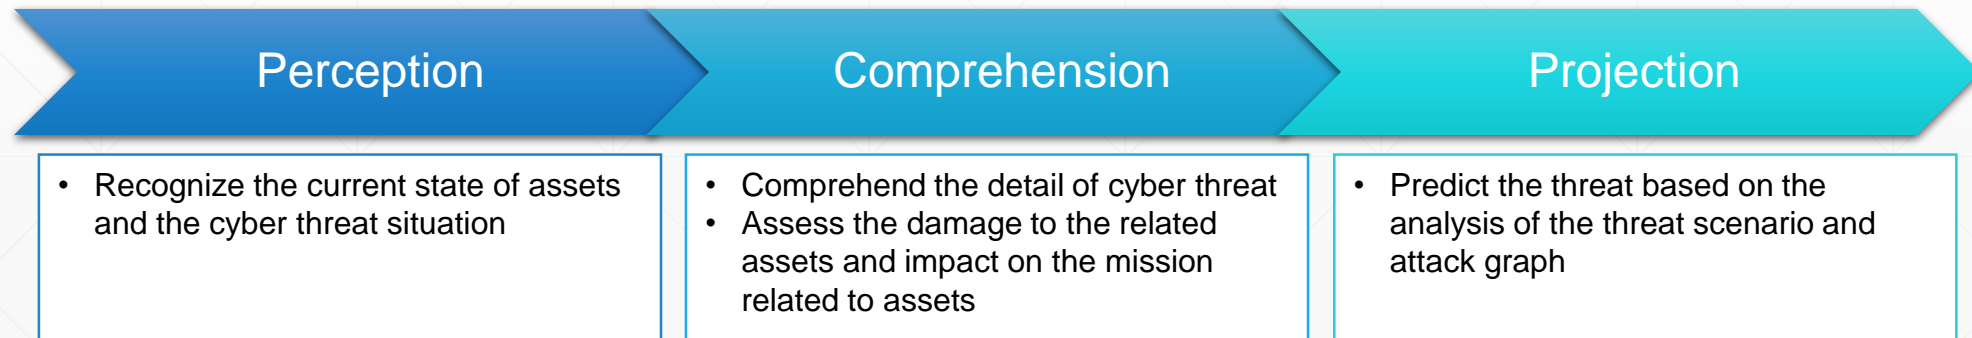 Perception
Comprehension
Projection
• Recognize the current state of assets
and the cyber threat situation
• Comprehend the detail of cyber threat
• Assess the damage to the related
assets and impact on the mission
related to assets
• Predict the threat based on the
analysis of the threat scenario and
attack graph